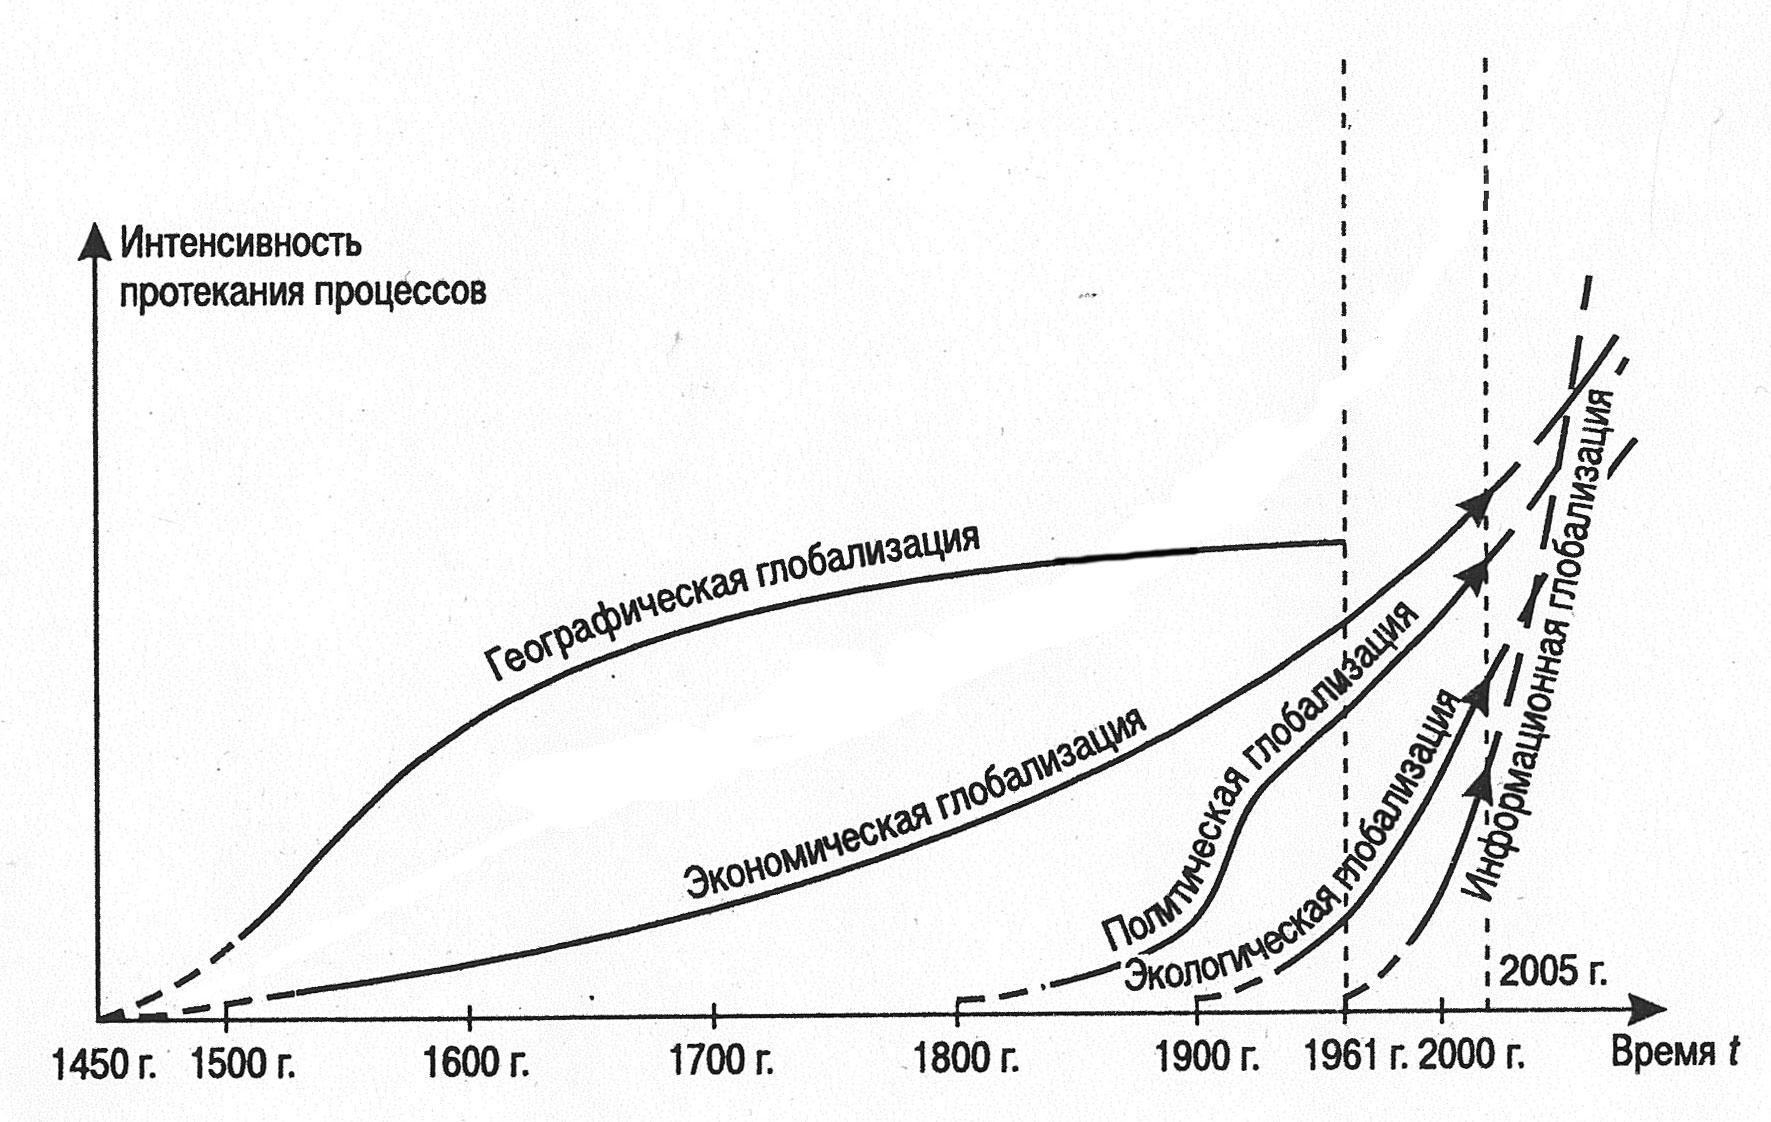 Интенсивность
протекания процессов
Географическая глобализация
Экономическая глобализация
Политическая глобализация
Экологическая глобализация
Информационная глобализация
2005 г.
1450 г. 1500 г. 1600 г. 1700 г. 1800 г. 1900 г. 1961 г. 2000 г. Время t